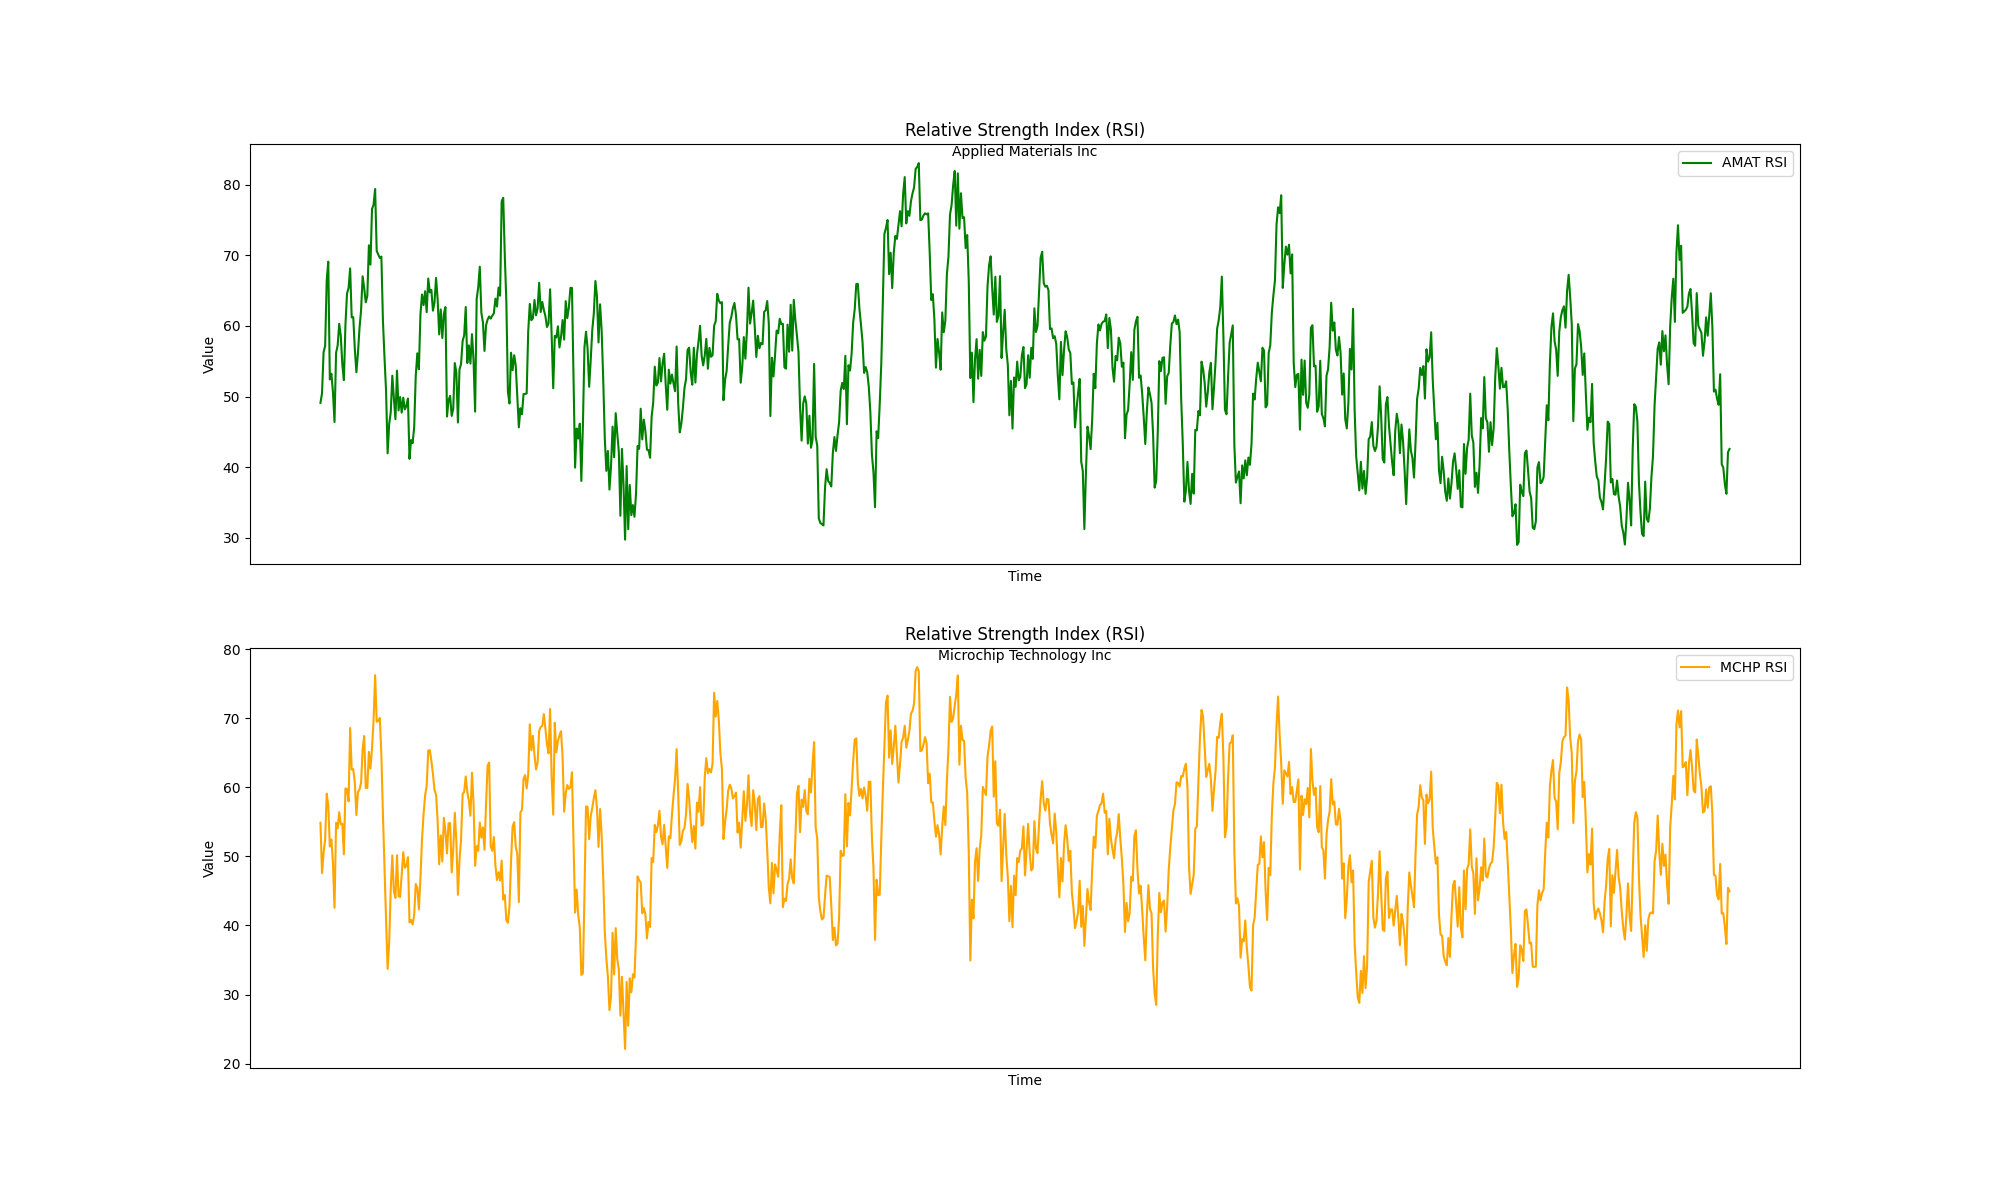 Relative Strength Index (RSI)
Applied Materials Inc
AMAT RSI
80
70
60
50
40
30
Value
Time
Relative Strength Index (RSI)
Microchip Technology Inc
MCHP RSI
80
70
60
50
40
30
20
Value
Time